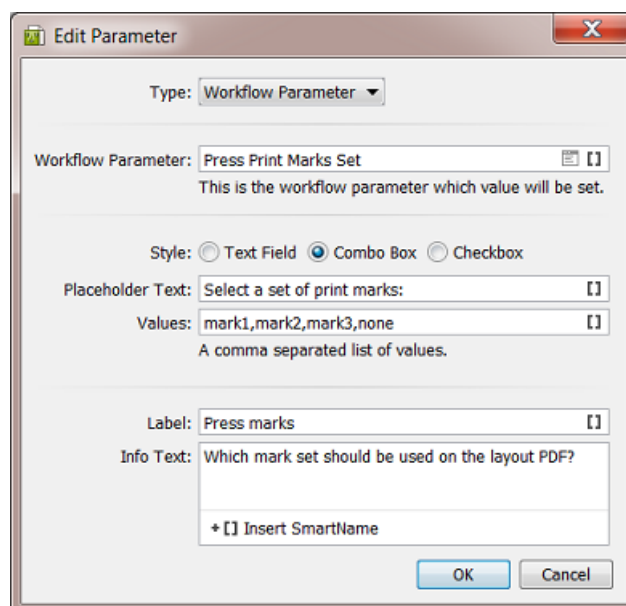 Edit Parameter
Type: Workflow Parameter
Workflow Parameter: Press Print Marks Set
This is the workflow parameter which value will be set.
Style: Text Field Combo Box Checkbox
Placeholder Text: Select a set of print marks:
Values: mark1,mark2,mark3,none
A comma separated list of values.
Label: Press marks
Info Text: Which mark set should be used on the layout PDF?
+ [] Insert SmartName
OK Cancel